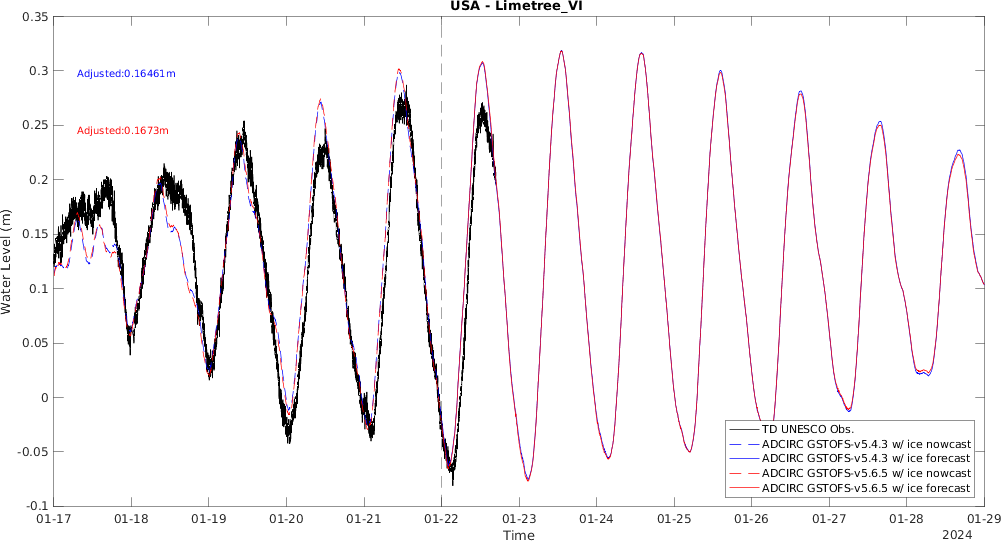 USA - Limetree_VI
0.35
0.3
0.25
0.2
0.15
0.1
0.05
0
-0.05
-0.1
Water Level (m)
Adjusted:0.16461m
Adjusted:0.1673m
TD UNESCO Obs.
ADCIRC GSTOFS-v5.4.3 w/ ice nowcast
ADCIRC GSTOFS-v5.4.3 w/ ice forecast
ADCIRC GSTOFS-v5.6.5 w/ ice nowcast
ADCIRC GSTOFS-v5.6.5 w/ ice forecast
01-17 01-18 01-19 01-20 01-21 01-22 01-23 01-24 01-25 01-26 01-27 01-28 01-29
Time
2024